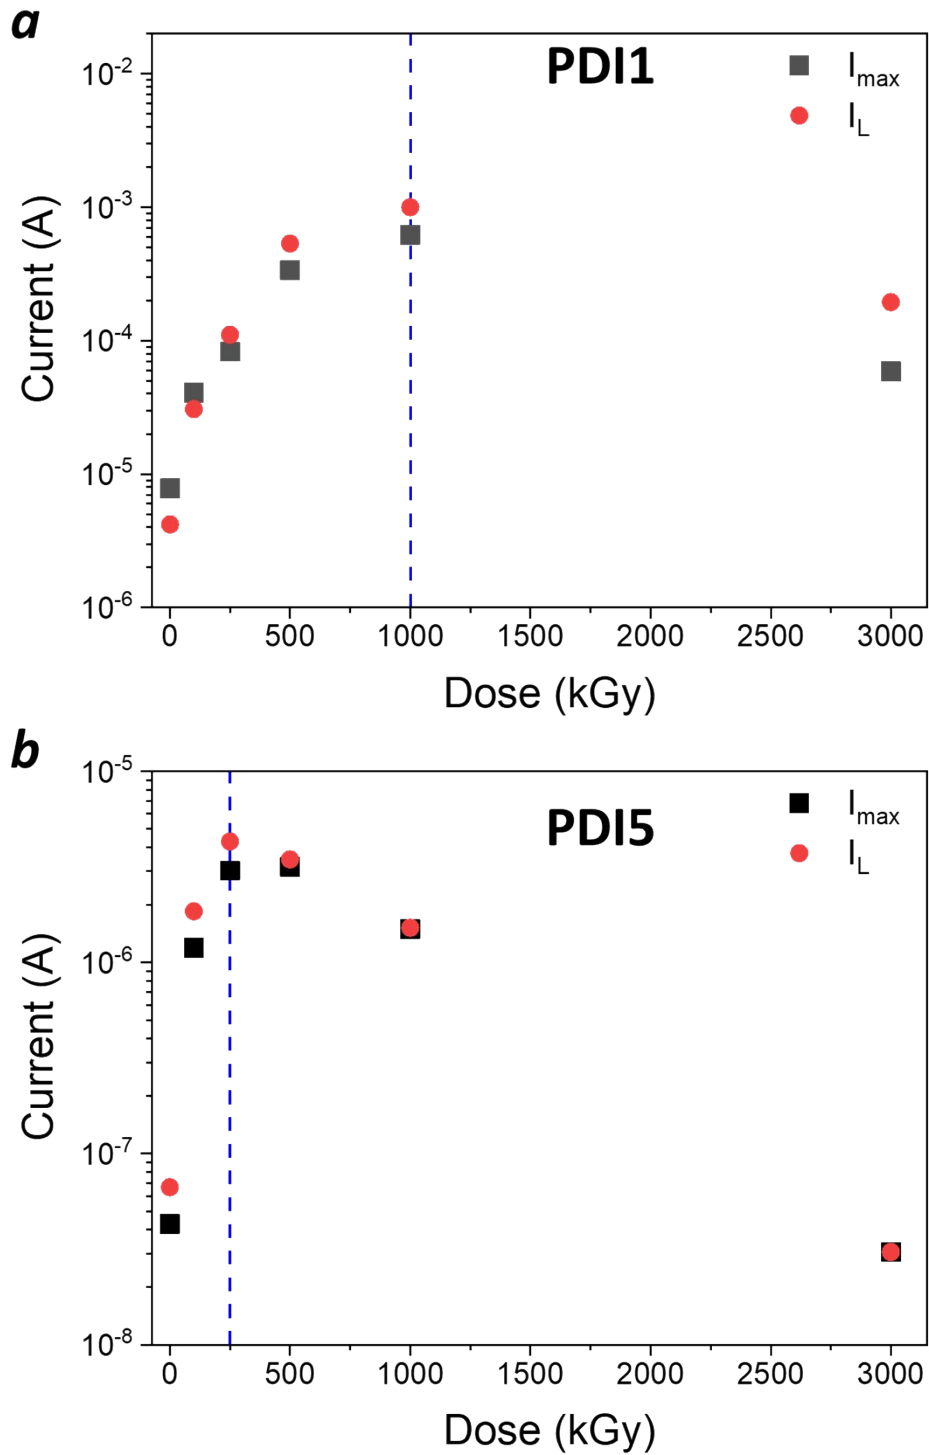 a
PDI1
I_max
I_L
10^-2
10^-3
10^-4
10^-5
10^-6
Current (A)
0 500 1000 1500 2000 2500 3000
Dose (kGy)
b
PDI5
I_max
I_L
10^-5
10^-6
10^-7
10^-8
Current (A)
0 500 1000 1500 2000 2500 3000
Dose (kGy)